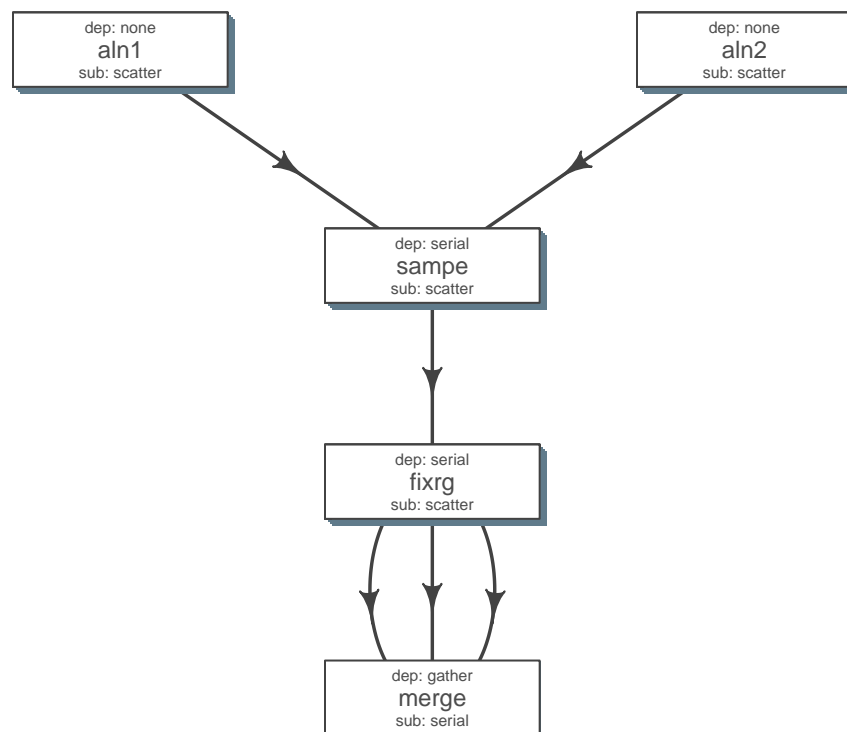 dep: none
aln1
sub: scatter
dep: none
aln2
sub: scatter
dep: serial
sampe
sub: scatter
dep: serial
fixrg
sub: scatter
dep: gather
merge
sub: serial